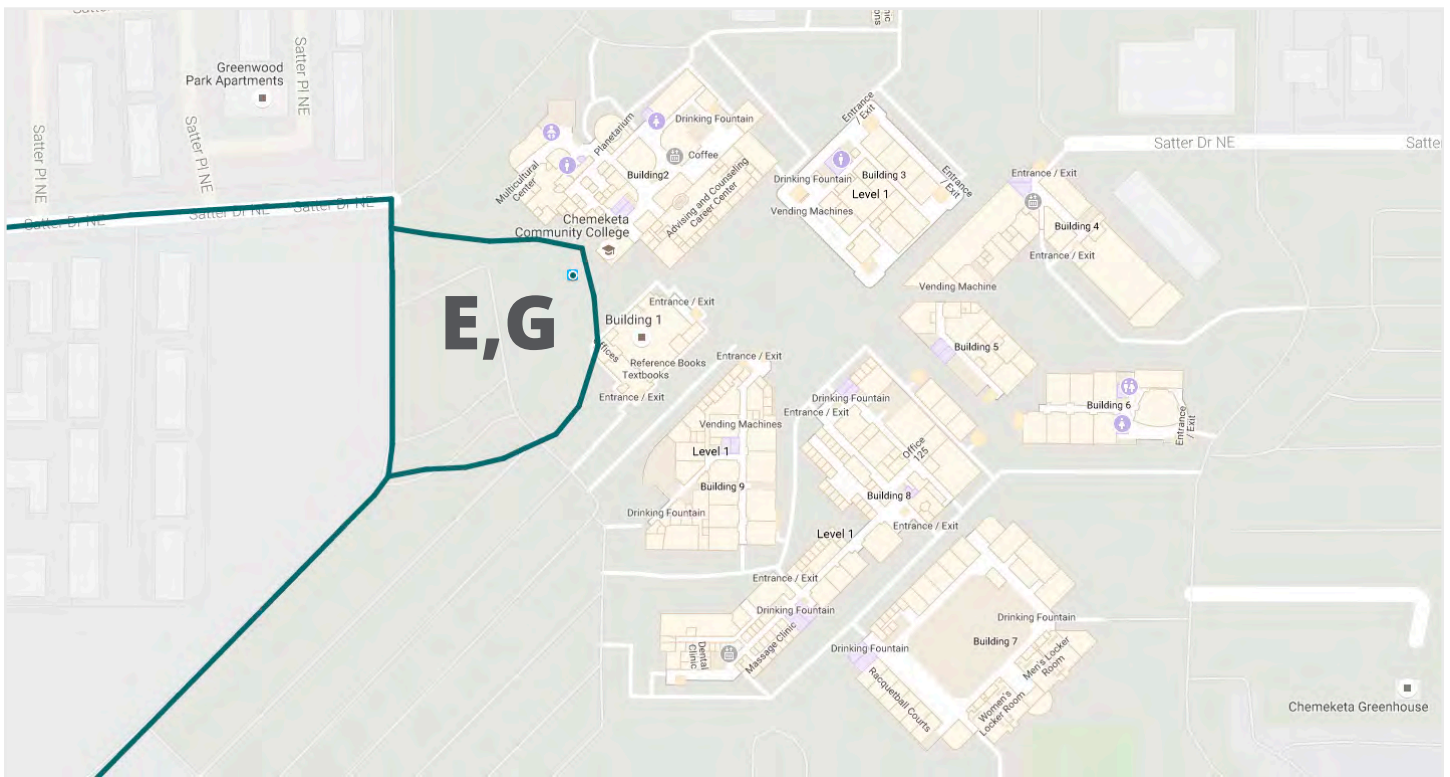 Greenwood
Park Apartments
Satter Pl NE
Satter Pl NE
Satter Pl NE
Satter Dr NE
Satter Dr NE
Satter Dr NE
E,G
Multicultural
Center
Planetarium
Drinking Fountain
Coffee
Building2
Advising and Counseling
Career Center
Chemeketa
Community College
Entrance
/ Exit
Drinking Fountain
Building 3
Level 1
Vending Machines
Entrance
/ Exit
Satter Dr NE
Satte
Entrance / Exit
Building 4
Entrance / Exit
Vending Machine
Entrance / Exit
Building 1
Reference Books
Textbooks
Entrance / Exit
Entrance / Exit
Building 5
Building 6
Entrance
/ Exit
Drinking Fountain
Entrance / Exit
Office
125
Building 8
Vending Machines
Level 1
Building 9
Drinking Fountain
Level 1
Entrance / Exit
Entrance / Exit
Drinking Fountain
Dental
Clinic
Massage Clinic
Drinking Fountain
Drinking Fountain
Building 7
Racquetball Courts
Men's Locker
Room
Women's
Locker Room
Chemeketa Greenhouse